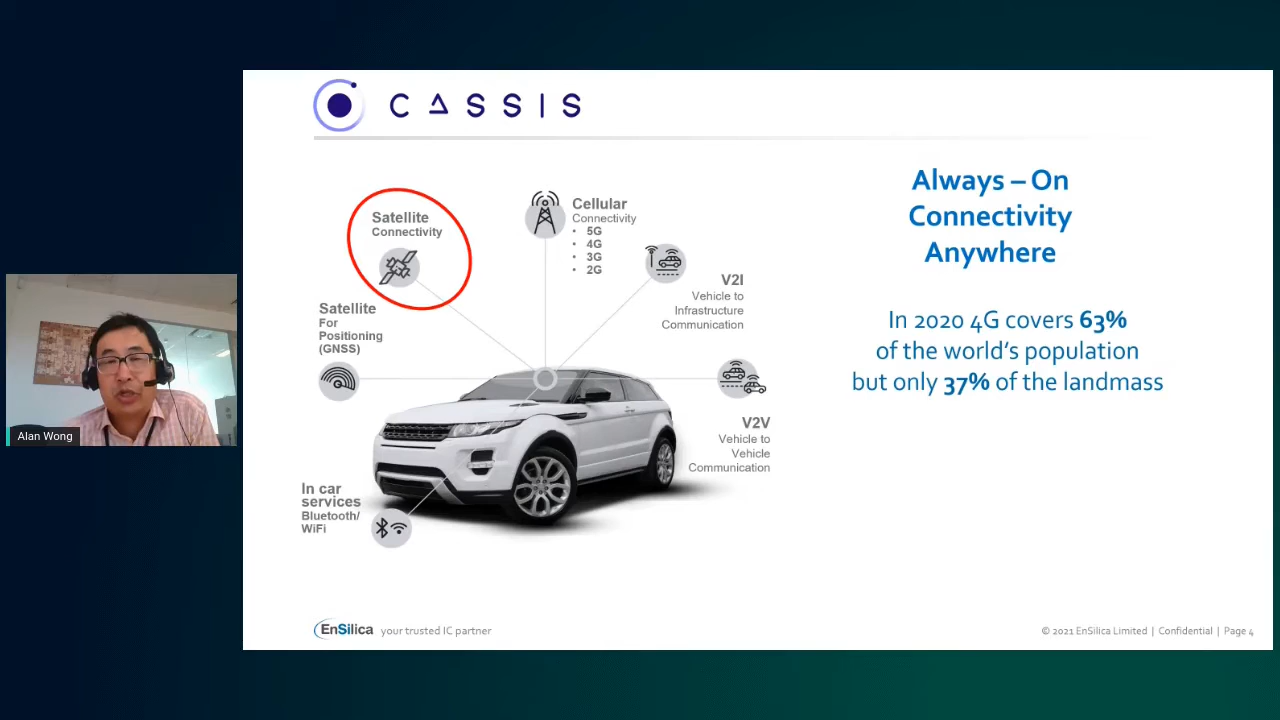 CASSIS
Always – On
Connectivity
Anywhere
In 2020 4G covers 63%
of the world's population
but only 37% of the landmass
Satellite
Connectivity
Cellular
Connectivity
• 5G
• 4G
• 3G
• 2G
V2I
Vehicle to
Infrastructure
Communication
Satellite
For
Positioning
(GNSS)
V2V
Vehicle to
Vehicle
Communication
In car
services
Bluetooth/
WiFi
Alan Wong
EnSilica your trusted IC partner
© 2021 EnSilica Limited | Confidential | Page 4